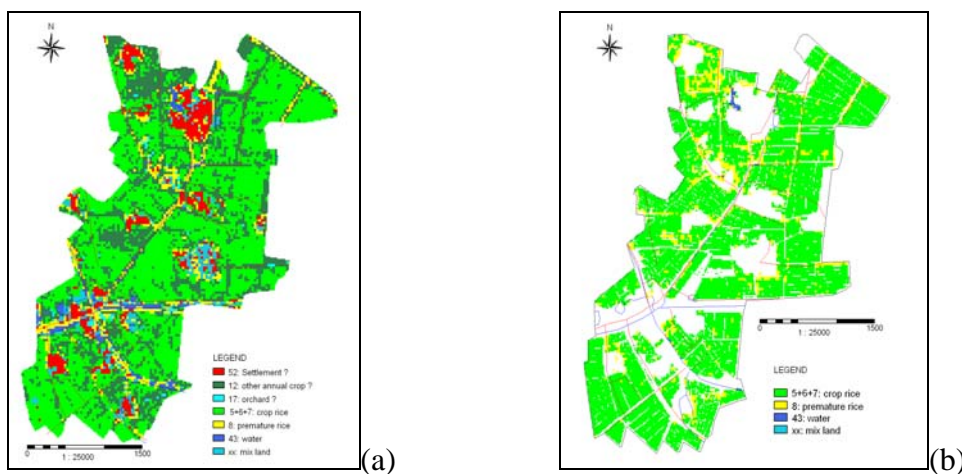 N
LEGEND
52: Settlement ?
12: other annual crop ?
17: orchard ?
5+6+7: crop rice
8: premature rice
43: water
xx: mix land
0 1500
1 : 25000
(a)
N
0 1500
1 : 25000
LEGEND
5+6+7: crop rice
8: premature rice
43: water
xx: mix land
(b)